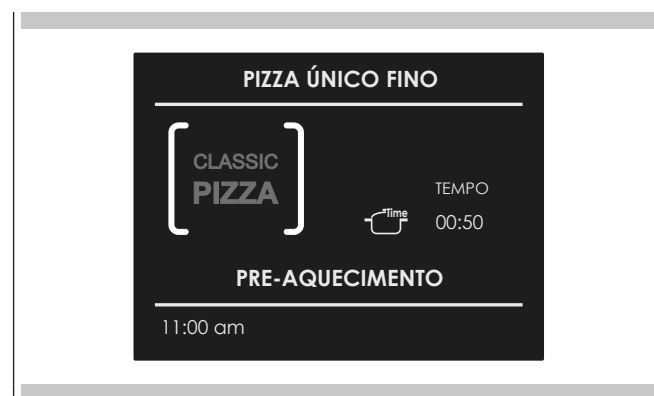 PIZZA ÚNICO FINO
CLASSIC
PIZZA
TEMPO
Time
00:50
PRE-AQUECIMENTO
11:00 am